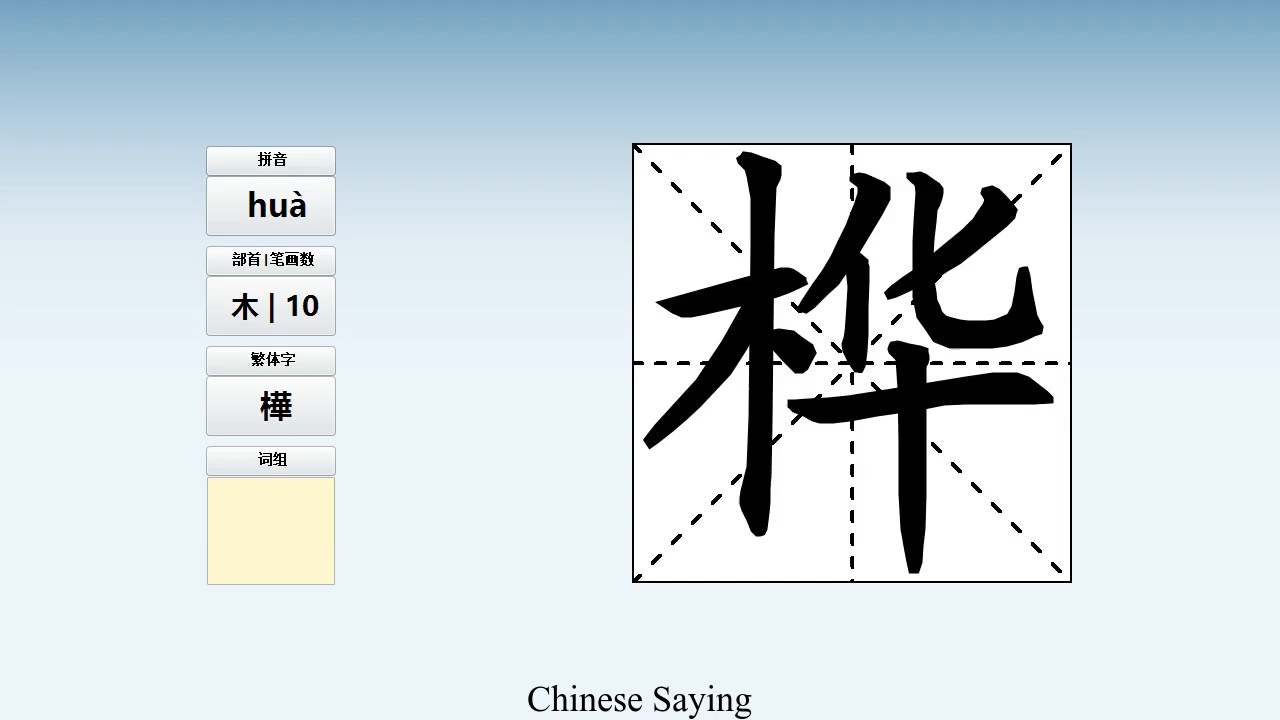 拼音
huà
部首|笔画数
木 | 10
繁体字
樺
词组
桦
Chinese Saying